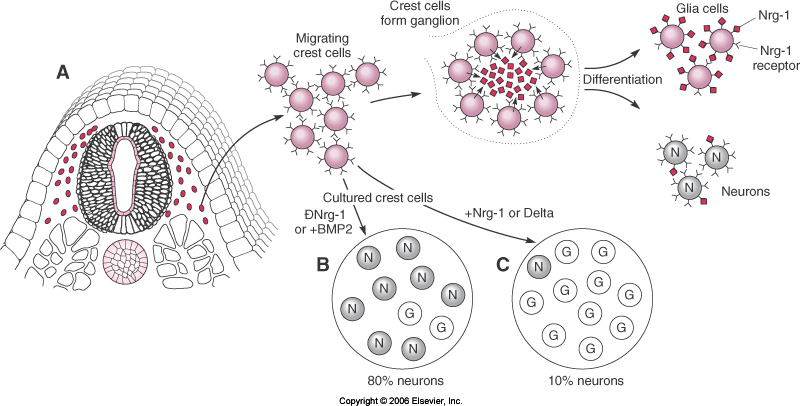 A
Migrating
crest cells
Crest cells
form ganglion
Differentiation
Glia cells
Nrg-1
Nrg-1
receptor
N
N
N
Neurons
Cultured crest cells
ÐNrg-1
or +BMP2
+Nrg-1 or Delta
B
N
N
N
N
N
N
G
G
N
N
80% neurons
C
G
G
N
G
G
G
G
G
G
G
G
10% neurons
Copyright © 2006 Elsevier, Inc.